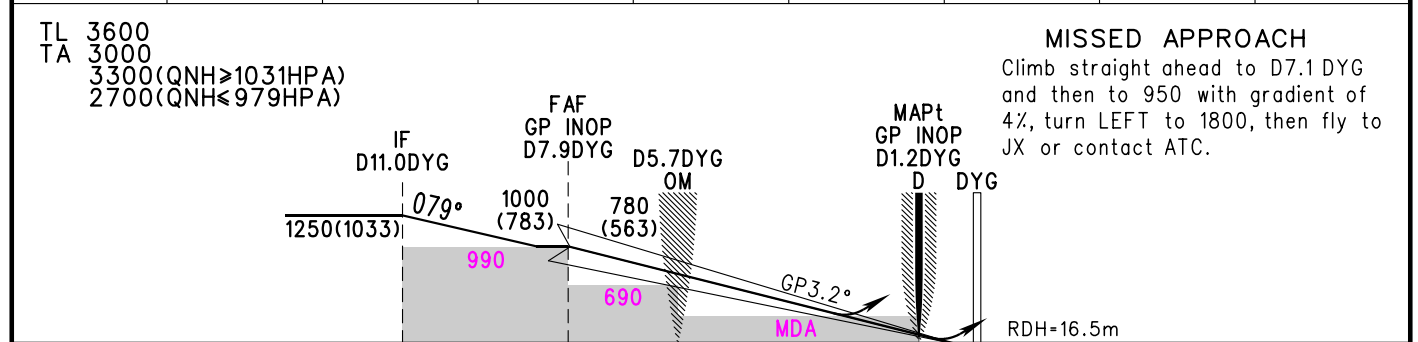 TL 3600
TA 3000
3300(QNH≥1031HPA)
2700(QNH≤979HPA)
MISSED APPROACH
Climb straight ahead to D7.1 DYG
and then to 950 with gradient of
4%, turn LEFT to 1800, then fly to
JX or contact ATC.
IF
D11.0DYG
FAF
GP INOP
D7.9DYG
D5.7DYG
OM
MAPt
GP INOP
D1.2DYG
D
DYG
1250(1033)
079°
1000
(783)
780
(563)
990
690
GP3.2°
MDA
RDH=16.5m